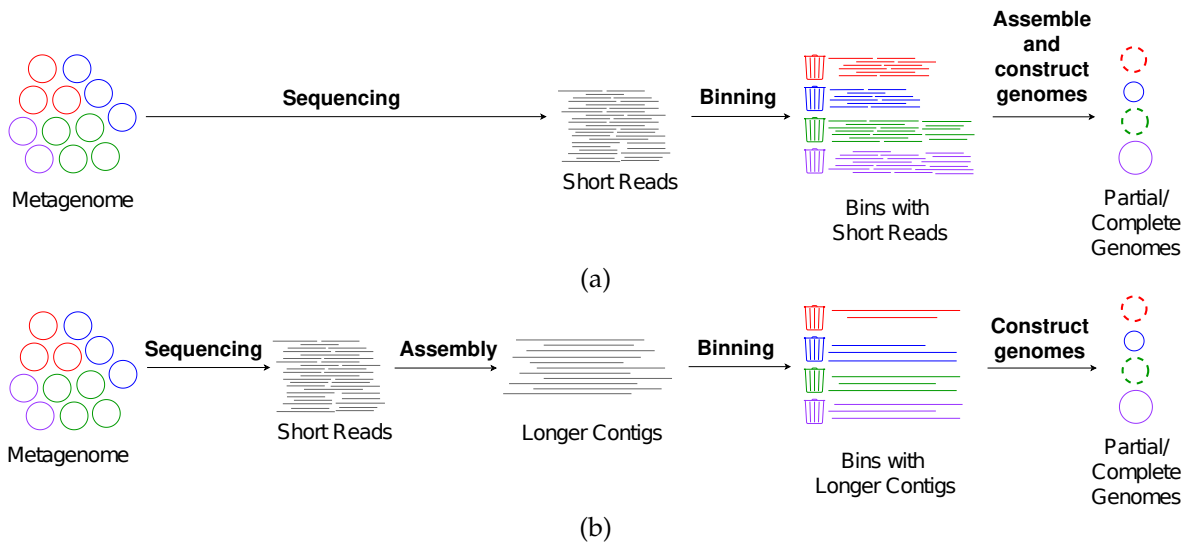 Metagenome
Sequencing
Short Reads
Binning
Bins with
Short Reads
Assemble
and
construct
genomes
Partial/
Complete
Genomes
(a)
Metagenome
Sequencing
Short Reads
Assembly
Longer Contigs
Binning
Bins with
Longer Contigs
Construct
genomes
Partial/
Complete
Genomes
(b)